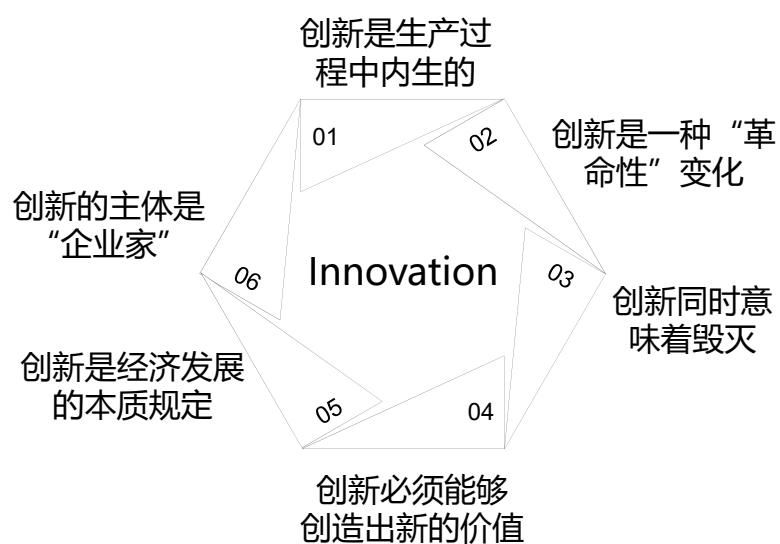 创新是生产过
程中内生的
01
02
创新是一种“革
命性”变化
创新的主体是
“企业家”
06
Innovation
03
创新同时意
味着毁灭
创新是经济发展
的本质规定
05
04
创新必须能够
创造出新的价值